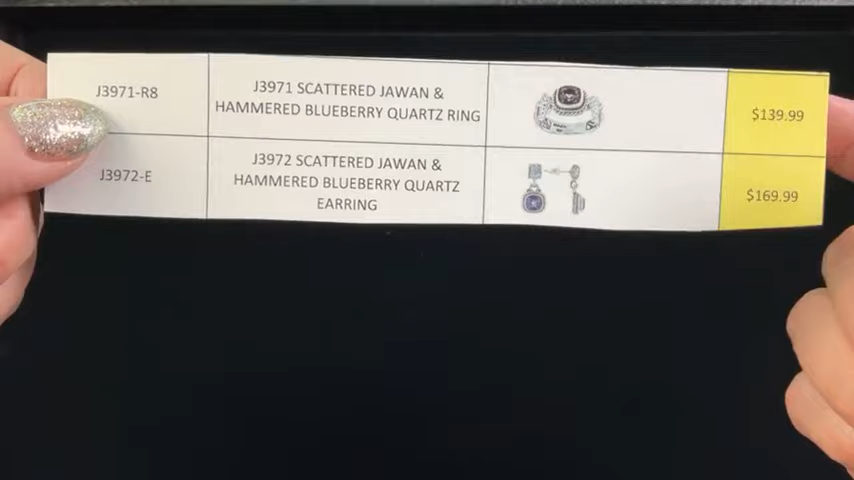 J3971-R8
J3971 SCATTERED JAWAN &
HAMMERED BLUEBERRY QUARTZ RING
$139.99
J3972-E
J3972 SCATTERED JAWAN &
HAMMERED BLUEBERRY QUARTZ
EARRING
$169.99